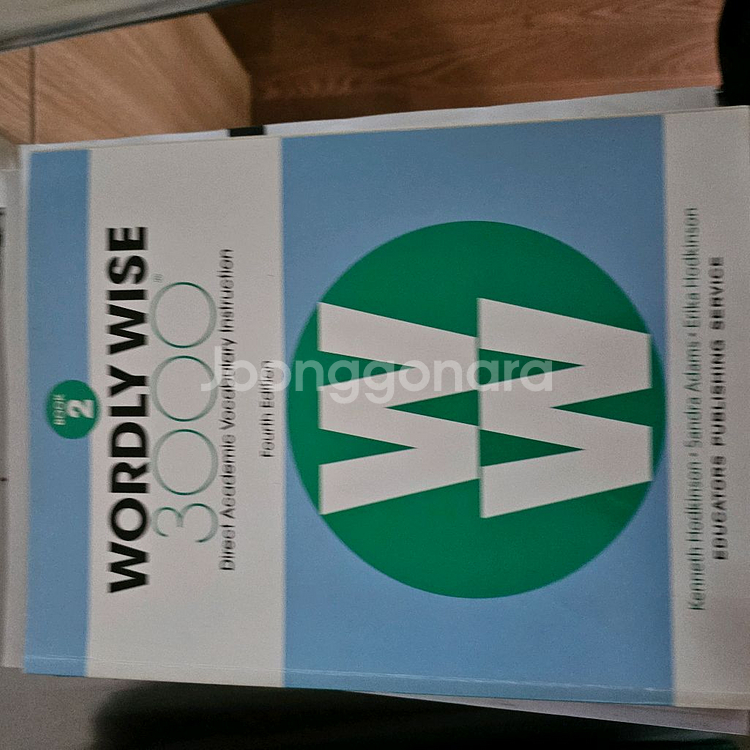 BOOK
2
WORDLY WISE
3000®
Direct Academic Vocabulary Instruction
Fourth Edition
W
W
Kenneth Hodkinson • Sandra Adams • Erika Hodkinson
EDUCATORS PUBLISHING SERVICE
Joonggonara